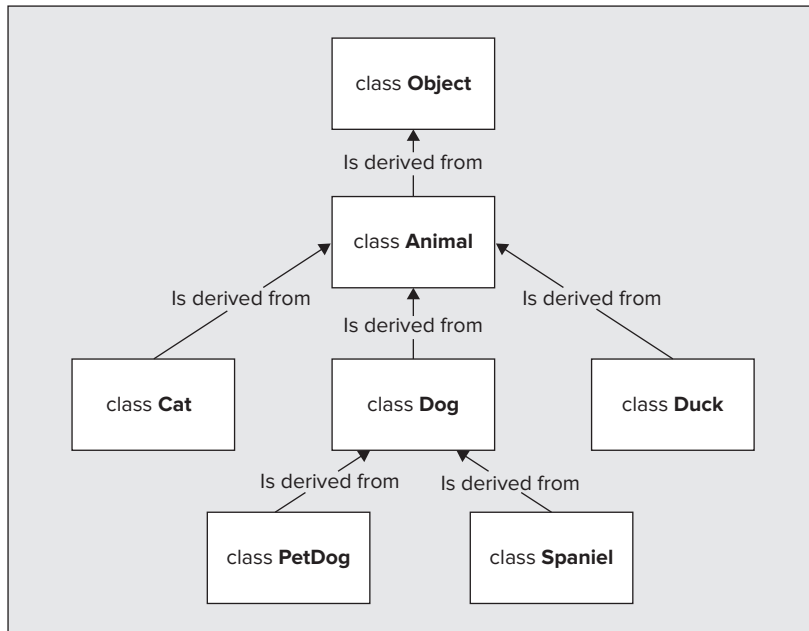 class Object
Is derived from
class Animal
Is derived from
Is derived from
Is derived from
class Cat
class Dog
class Duck
Is derived from
Is derived from
class PetDog
class Spaniel